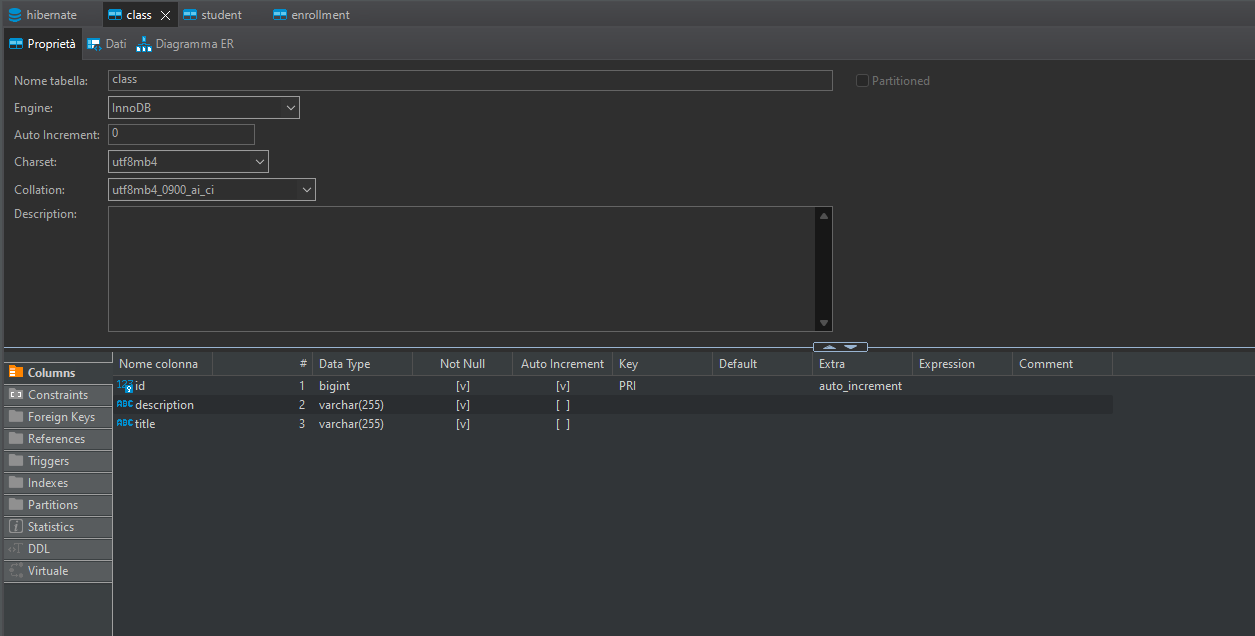 hibernate class student enrollment
Proprietà Dati Diagramma ER
Nome tabella: class Partitioned
Engine: InnoDB
Auto Increment: 0
Charset: utf8mb4
Collation: utf8mb4_0900_ai_ci
Description:
Columns
Constraints
Foreign Keys
References
Triggers
Indexes
Partitions
Statistics
DDL
Virtuale
Nome colonna # Data Type Not Null Auto Increment Key Default Extra Expression Comment
123 id 1 bigint [v] [v] PRI auto_increment
ABC description 2 varchar(255) [v] [ ]
ABC title 3 varchar(255) [v] [ ]